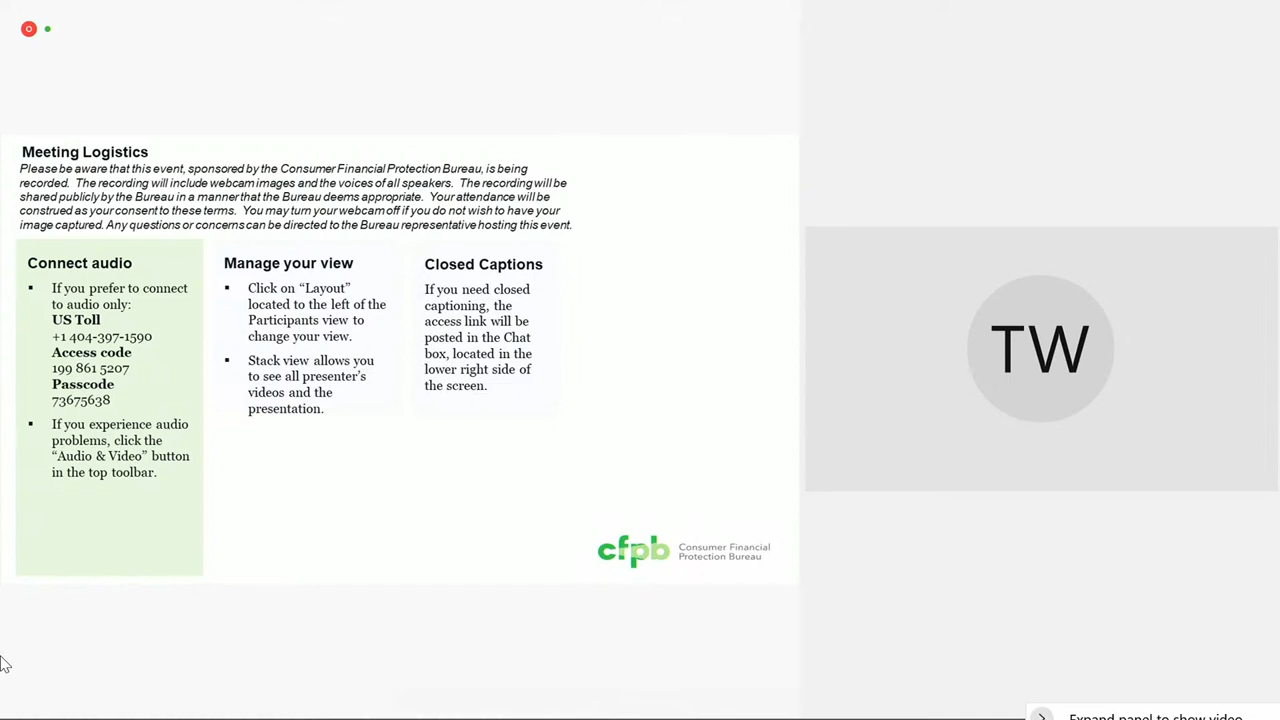 Meeting Logistics
Please be aware that this event, sponsored by the Consumer Financial Protection Bureau, is being
recorded. The recording will include webcam images and the voices of all speakers. The recording will be
shared publicly by the Bureau in a manner that the Bureau deems appropriate. Your attendance will be
construed as your consent to these terms. You may turn your webcam off if you do not wish to have your
image captured. Any questions or concerns can be directed to the Bureau representative hosting this event.
Connect audio
▪ If you prefer to connect
to audio only:
US Toll
+1 404-397-1590
Access code
199 861 5207
Passcode
73675638
▪ If you experience audio
problems, click the
“Audio & Video” button
in the top toolbar.
Manage your view
▪ Click on “Layout”
located to the left of the
Participants view to
change your view.
▪ Stack view allows you
to see all presenter’s
videos and the
presentation.
Closed Captions
If you need closed
captioning, the
access link will be
posted in the Chat
box, located in the
lower right side of
the screen.
cfpb Consumer Financial
Protection Bureau
TW
Expand panel to show video